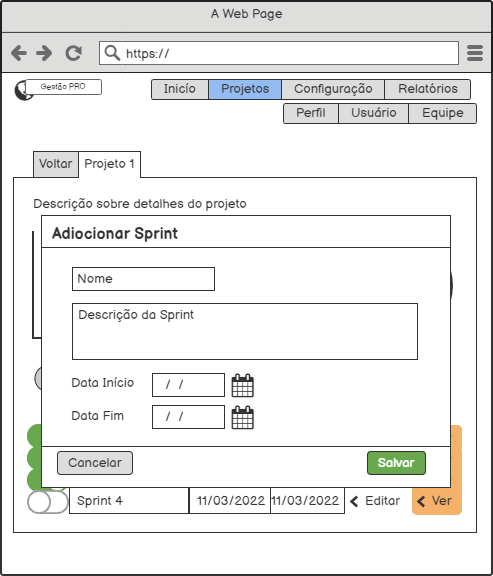 A Web Page
https://
Gestão PRO
Inicío Projetos Configuração Relatórios
Perfil Usuário Equipe
Voltar Projeto 1
Descrição sobre detalhes do projeto
Adiocionar Sprint
Nome
Descrição da Sprint
Data Início / /
Data Fim / /
Cancelar Salvar
Sprint 4 11/03/2022 11/03/2022 Editar Ver